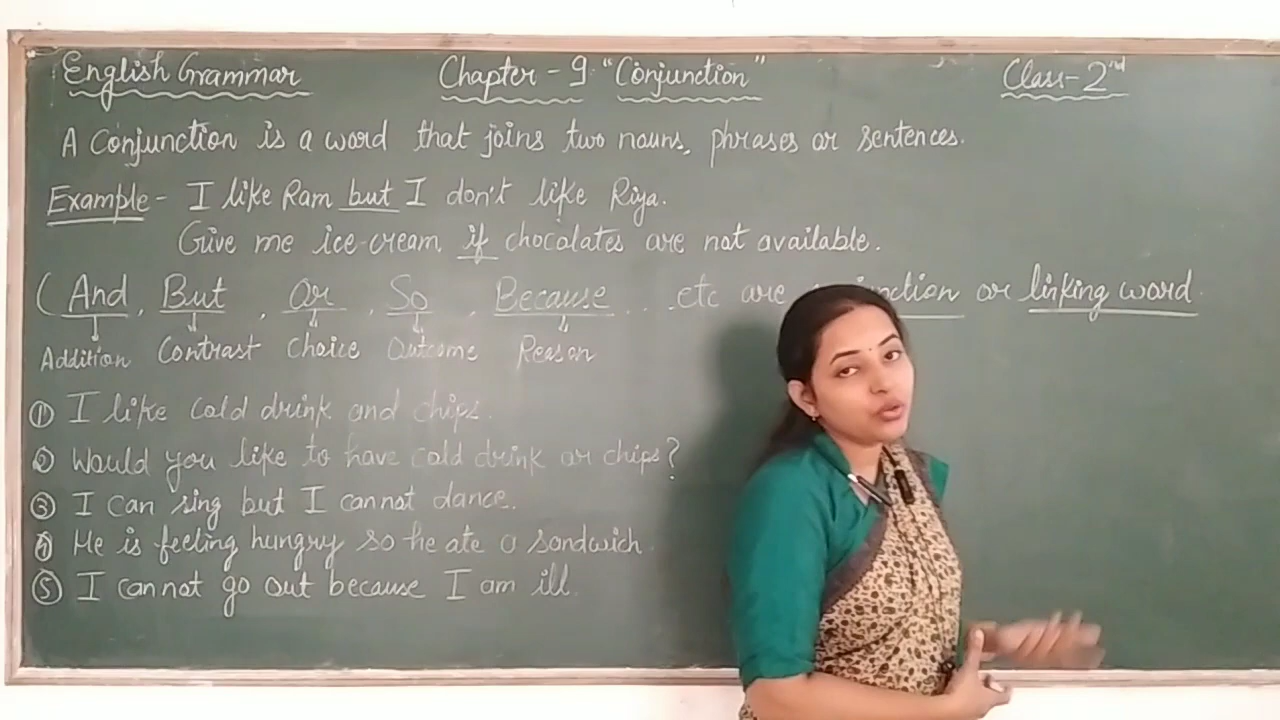 English Grammar Chapter - 9 "Conjunction" Class - 2nd
A Conjunction is a word that joins two nouns, phrases or sentences.
Example - I like Ram but I don't like Riya.
Give me ice-cream, if chocolates are not available.
(And, But, Or, So, Because ... etc are or linking word.
Addition Contrast Choice Outcome Reason
① I like cold drink and chips.
② Would you like to have cold drink or chips?
③ I can sing but I cannot dance.
④ He is feeling hungry so he ate a sandwich.
⑤ I cannot go out because I am ill.